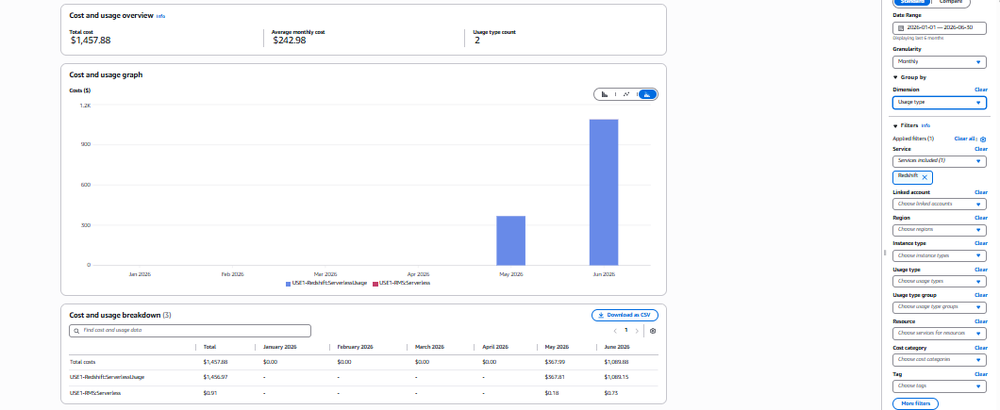 Cost and usage overview Info
Total cost
$1,457.88
Average monthly cost
$242.98
Usage type count
2
Cost and usage graph
Costs ($)
1.2K
900
600
300
0
Jan 2026
Feb 2026
Mar 2026
Apr 2026
May 2026
Jun 2026
USE1-Redshift:ServerlessUsage
USE1-RMS:Serverless
Cost and usage breakdown (3)
Download as CSV
Find cost and usage data
1
Total January 2026 February 2026 March 2026 April 2026 May 2026 June 2026
Total costs $1,457.88 $0.00 $0.00 $0.00 $0.00 $367.99 $1,089.88
USE1-Redshift:ServerlessUsage $1,456.97 - - - - $367.81 $1,089.15
USE1-RMS:Serverless $0.91 - - - - $0.18 $0.73
Standard Compare
Date Range
2026-01-01 — 2026-06-30
Displaying last 6 months
Granularity
Monthly
Group by
Dimension Clear
Usage type
Filters Info
Applied filters (1) Clear all
Service Clear
Services included (1)
Redshift
Linked account Clear
Choose linked accounts
Region Clear
Choose regions
Instance type Clear
Choose instance types
Usage type Clear
Choose usage types
Usage type group Clear
Choose usage type groups
Resource Clear
Choose services for resources
Cost category Clear
Choose cost categories
Tag Clear
Choose tags
More filters